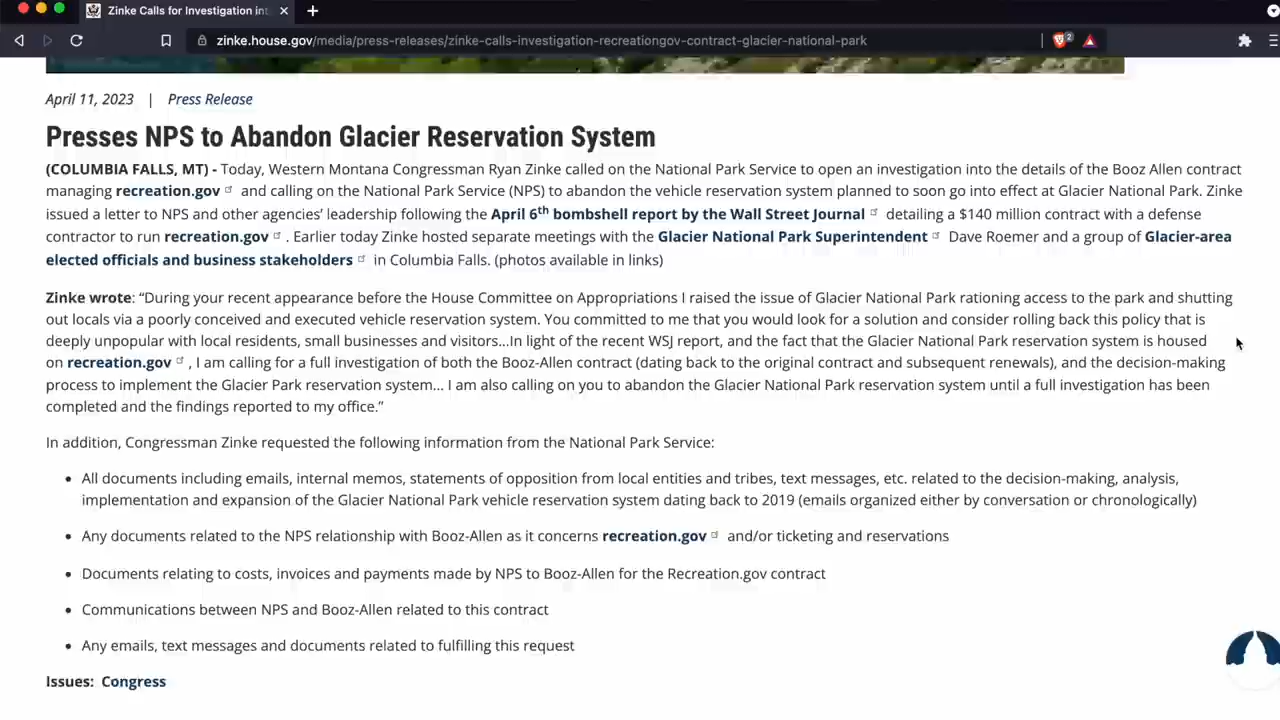 Zinke Calls for Investigation in
zinke.house.gov/media/press-releases/zinke-calls-investigation-recreationgov-contract-glacier-national-park
2
April 11, 2023 | Press Release
Presses NPS to Abandon Glacier Reservation System
(COLUMBIA FALLS, MT) - Today, Western Montana Congressman Ryan Zinke called on the National Park Service to open an investigation into the details of the Booz Allen contract
managing recreation.gov and calling on the National Park Service (NPS) to abandon the vehicle reservation system planned to soon go into effect at Glacier National Park. Zinke
issued a letter to NPS and other agencies’ leadership following the April 6th bombshell report by the Wall Street Journal detailing a $140 million contract with a defense
contractor to run recreation.gov . Earlier today Zinke hosted separate meetings with the Glacier National Park Superintendent Dave Roemer and a group of Glacier-area
elected officials and business stakeholders in Columbia Falls. (photos available in links)
Zinke wrote: “During your recent appearance before the House Committee on Appropriations I raised the issue of Glacier National Park rationing access to the park and shutting
out locals via a poorly conceived and executed vehicle reservation system. You committed to me that you would look for a solution and consider rolling back this policy that is
deeply unpopular with local residents, small businesses and visitors...In light of the recent WSJ report, and the fact that the Glacier National Park reservation system is housed
on recreation.gov , I am calling for a full investigation of both the Booz-Allen contract (dating back to the original contract and subsequent renewals), and the decision-making
process to implement the Glacier Park reservation system... I am also calling on you to abandon the Glacier National Park reservation system until a full investigation has been
completed and the findings reported to my office.”
In addition, Congressman Zinke requested the following information from the National Park Service:
• All documents including emails, internal memos, statements of opposition from local entities and tribes, text messages, etc. related to the decision-making, analysis,
implementation and expansion of the Glacier National Park vehicle reservation system dating back to 2019 (emails organized either by conversation or chronologically)
• Any documents related to the NPS relationship with Booz-Allen as it concerns recreation.gov and/or ticketing and reservations
• Documents relating to costs, invoices and payments made by NPS to Booz-Allen for the Recreation.gov contract
• Communications between NPS and Booz-Allen related to this contract
• Any emails, text messages and documents related to fulfilling this request
Issues: Congress